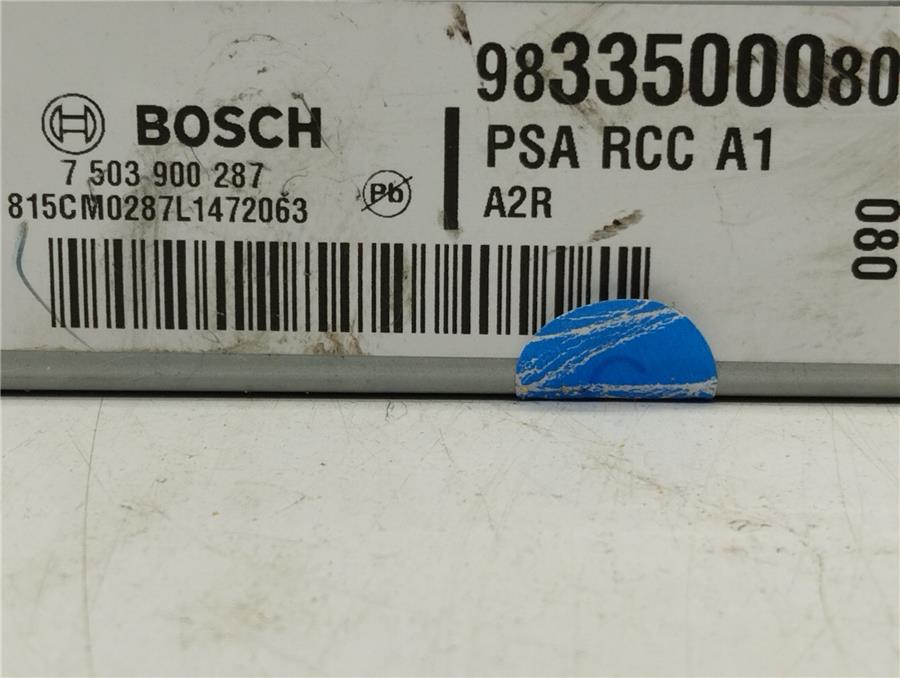 9833500080
BOSCH
PSA RCC A1
7 503 900 287
Pb
A2R
815CM0287L1472063
080